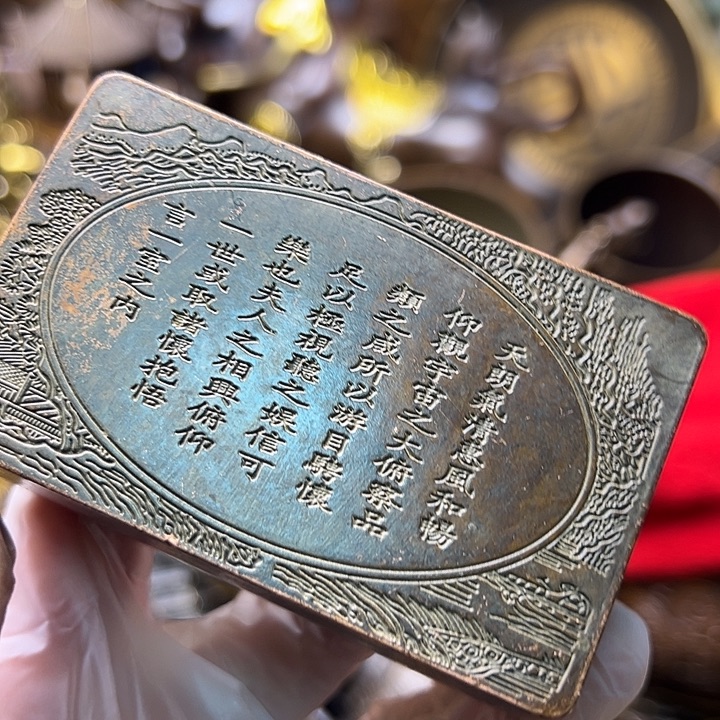 天朗氣清惠風和暢
仰觀宇宙之大俯察品
類之盛所以游目騁懷
足以極視聽之娛信可
樂也夫人之相與俯仰
一世或取諸懷抱悟
言一室之內